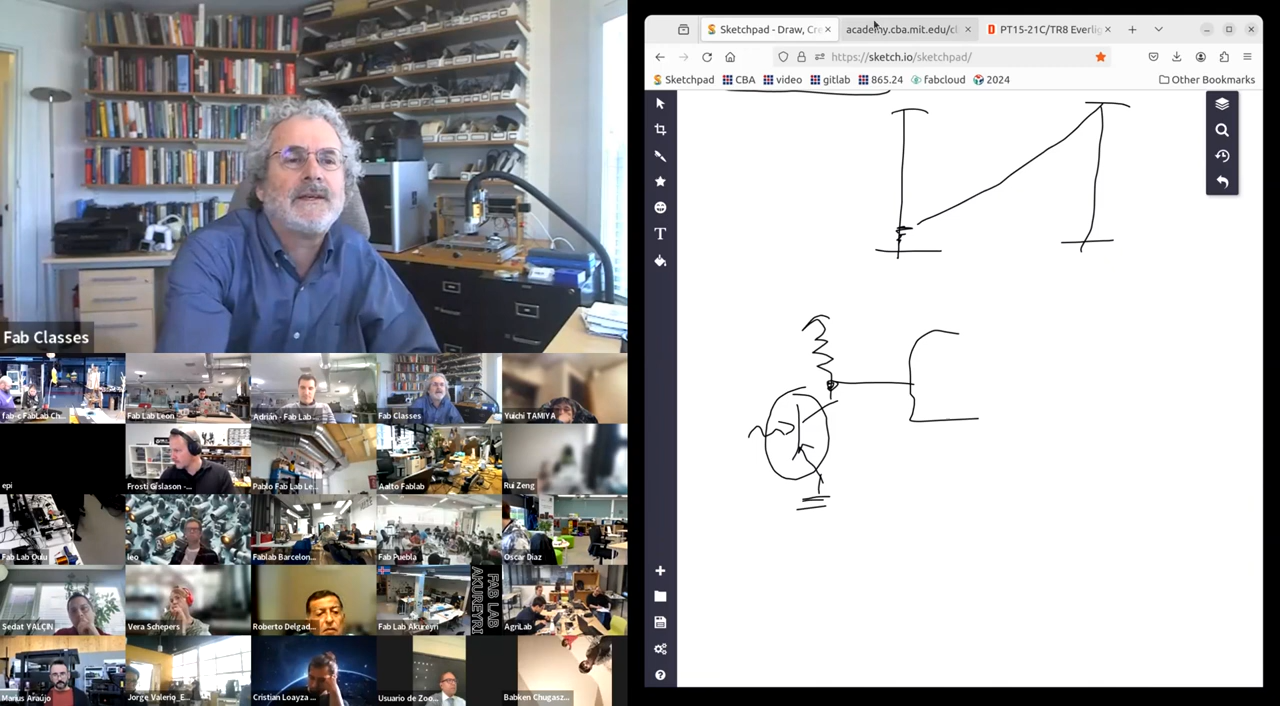 Fab Classes
fab-c FabLab Ch...
Fab Lab Leon
Adrián - Fab Lab...
Fab Classes
Yuichi TAMIYA
epi
Frosti Gíslason -...
Pablo Fab Lab Le...
Aalto Fablab
Rui Zeng
Fab Lab Oulu
leo
Fablab Barcelon...
Fab Puebla
Oscar Diaz
Sedat YALÇIN
Vera Schepers
Roberto Delgad...
Fab Lab Akureyri
FAB LAB
AKUREYRI
AgriLab
Marius Araújo
Jorge Valerio_E...
Cristian Loayza ...
Usuario de Zoo...
Babken Chugasz...
Sketchpad - Draw, Cre
academy.cba.mit.edu/cl
PT15-21C/TR8 Everlig
https://sketch.io/sketchpad/
Sketchpad CBA video gitlab 865.24 fabcloud 2024 Other Bookmarks
T